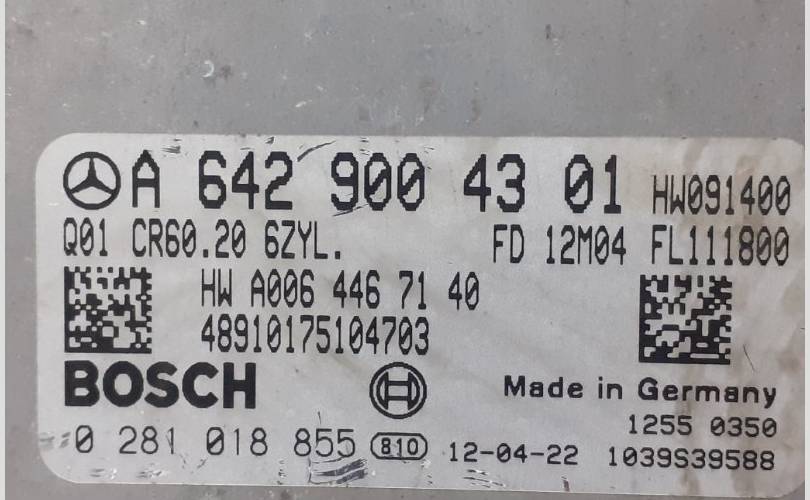 A 642 900 43 01 HW091400
Q01 CR60.20 6ZYL. FD 12M04 FL111800
HW A006 446 71 40
48910175104703
BOSCH
Made in Germany
1255 0350
0 281 018 855 810 12-04-22 1039S39588